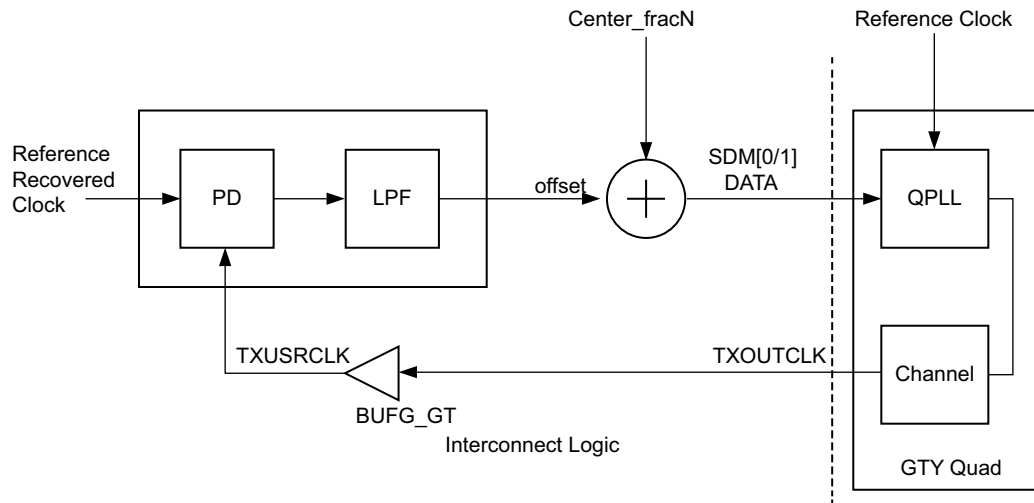 Center_fracN
Reference Clock
Reference
Recovered
Clock
PD
LPF
offset
SDM[0/1]
DATA
QPLL
TXUSRCLK
TXOUTCLK
Channel
BUFG_GT
Interconnect Logic
GTY Quad